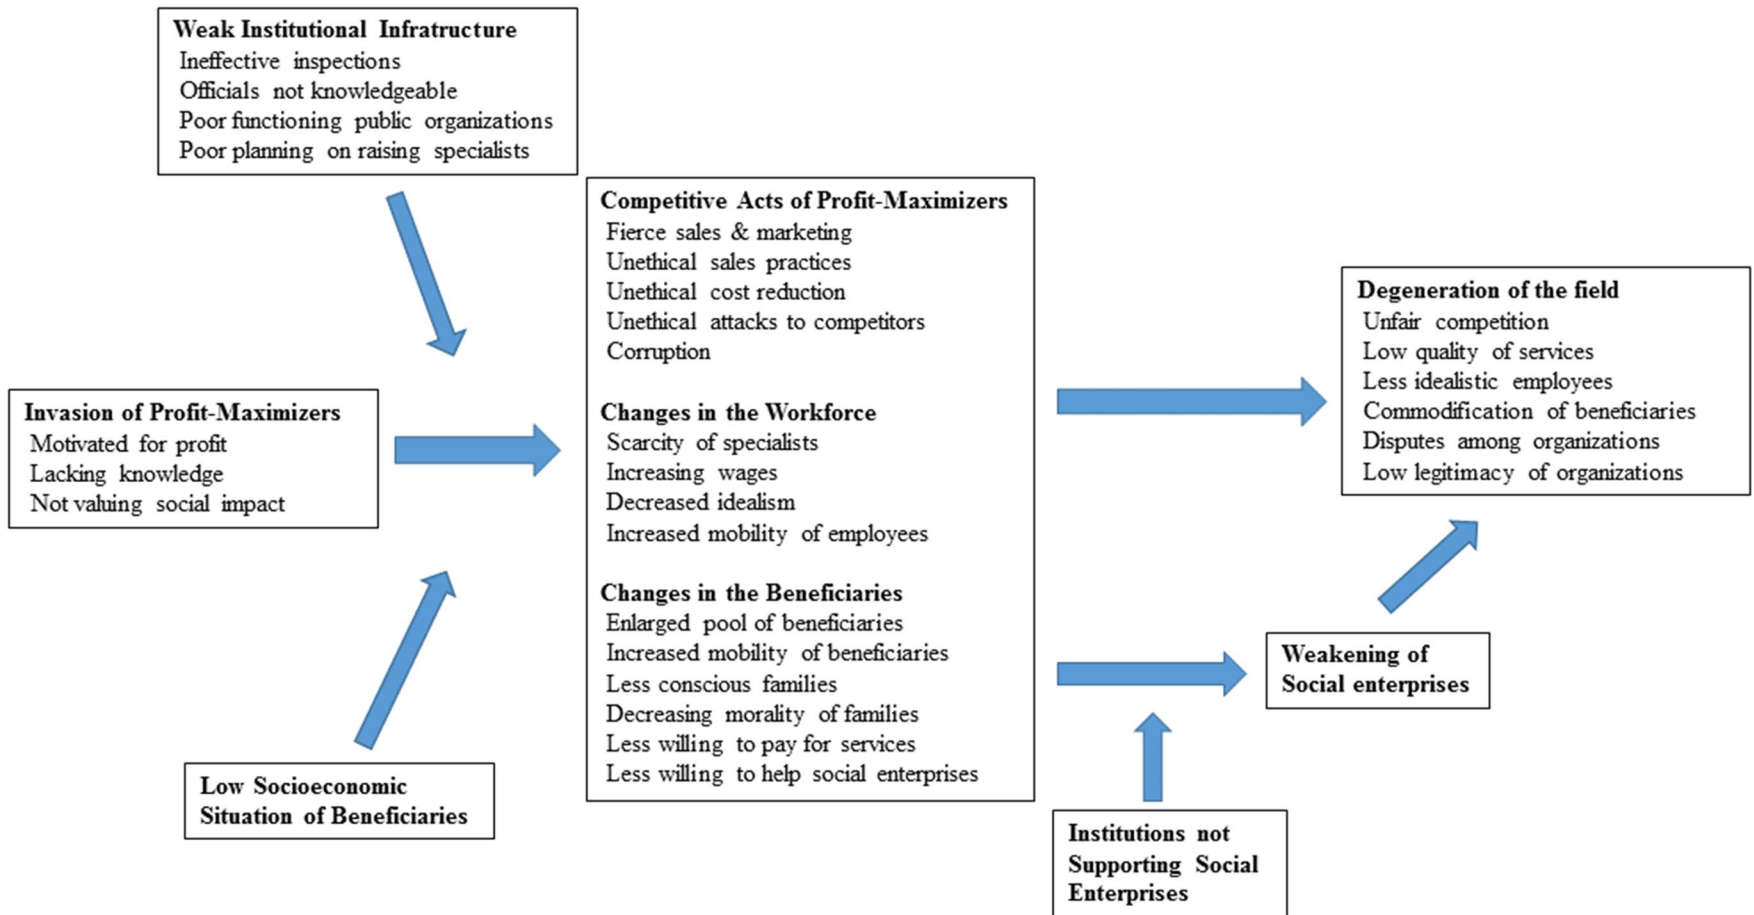 Weak Institutional Infratructure
Ineffective inspections
Officials not knowledgeable
Poor functioning public organizations
Poor planning on raising specialists
Invasion of Profit-Maximizers
Motivated for profit
Lacking knowledge
Not valuing social impact
Low Socioeconomic
Situation of Beneficiaries
Competitive Acts of Profit-Maximizers
Fierce sales & marketing
Unethical sales practices
Unethical cost reduction
Unethical attacks to competitors
Corruption
Changes in the Workforce
Scarcity of specialists
Increasing wages
Decreased idealism
Increased mobility of employees
Changes in the Beneficiaries
Enlarged pool of beneficiaries
Increased mobility of beneficiaries
Less conscious families
Decreasing morality of families
Less willing to pay for services
Less willing to help social enterprises
Degeneration of the field
Unfair competition
Low quality of services
Less idealistic employees
Commodification of beneficiaries
Disputes among organizations
Low legitimacy of organizations
Weakening of
Social enterprises
Institutions not
Supporting Social
Enterprises